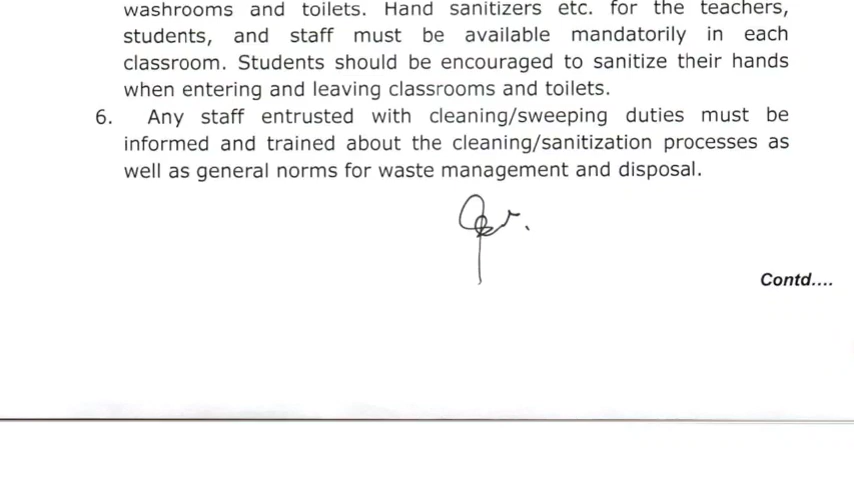 washrooms and toilets. Hand sanitizers etc. for the teachers,
students, and staff must be available mandatorily in each
classroom. Students should be encouraged to sanitize their hands
when entering and leaving classrooms and toilets.
6. Any staff entrusted with cleaning/sweeping duties must be
informed and trained about the cleaning/sanitization processes as
well as general norms for waste management and disposal.
Contd....